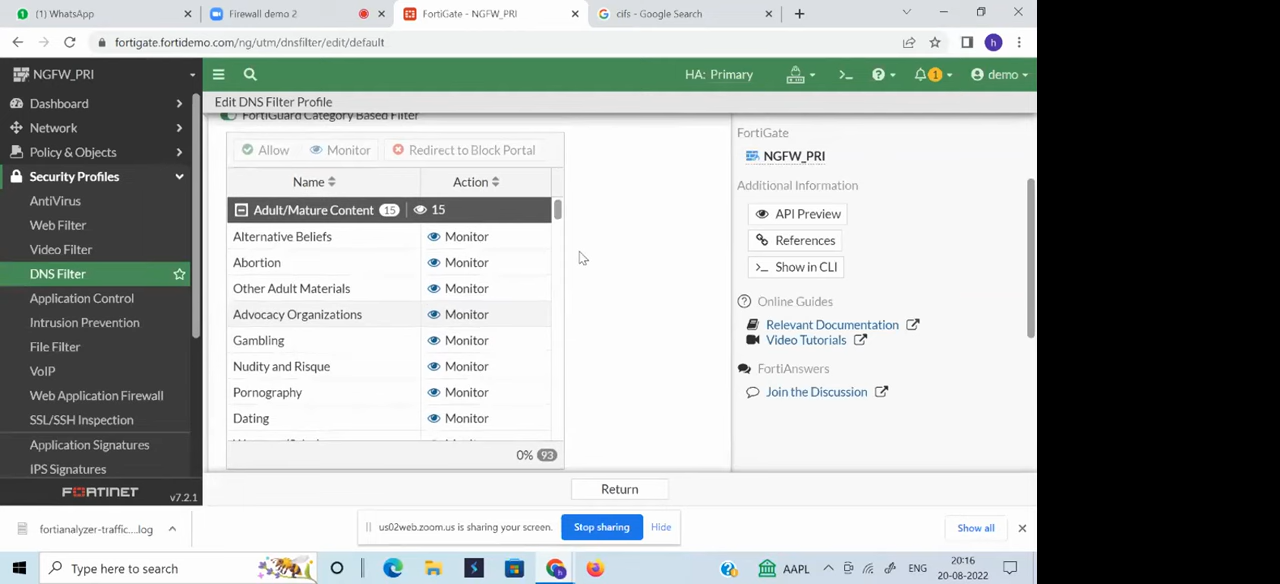 (1) WhatsApp
Firewall demo 2
FortiGate - NGFW_PRI
cifs - Google Search
fortigate.fortidemo.com/ng/utm/dnsfilter/edit/default
h
NGFW_PRI
HA: Primary
1
demo
Dashboard
Network
Policy & Objects
Security Profiles
AntiVirus
Web Filter
Video Filter
DNS Filter
Application Control
Intrusion Prevention
File Filter
VoIP
Web Application Firewall
SSL/SSH Inspection
Application Signatures
IPS Signatures
FORTINET
v7.2.1
Edit DNS Filter Profile
FortiGuard Category Based Filter
Allow Monitor Redirect to Block Portal
Name Action
Adult/Mature Content 15 15
Alternative Beliefs Monitor
Abortion Monitor
Other Adult Materials Monitor
Advocacy Organizations Monitor
Gambling Monitor
Nudity and Risque Monitor
Pornography Monitor
Dating Monitor
0% 93
Return
FortiGate
NGFW_PRI
Additional Information
API Preview
References
>_ Show in CLI
Online Guides
Relevant Documentation
Video Tutorials
FortiAnswers
Join the Discussion
fortianalyzer-traffic....log
us02web.zoom.us is sharing your screen.
Stop sharing
Hide
Show all
Type here to search
AAPL
ENG
20:16
20-08-2022